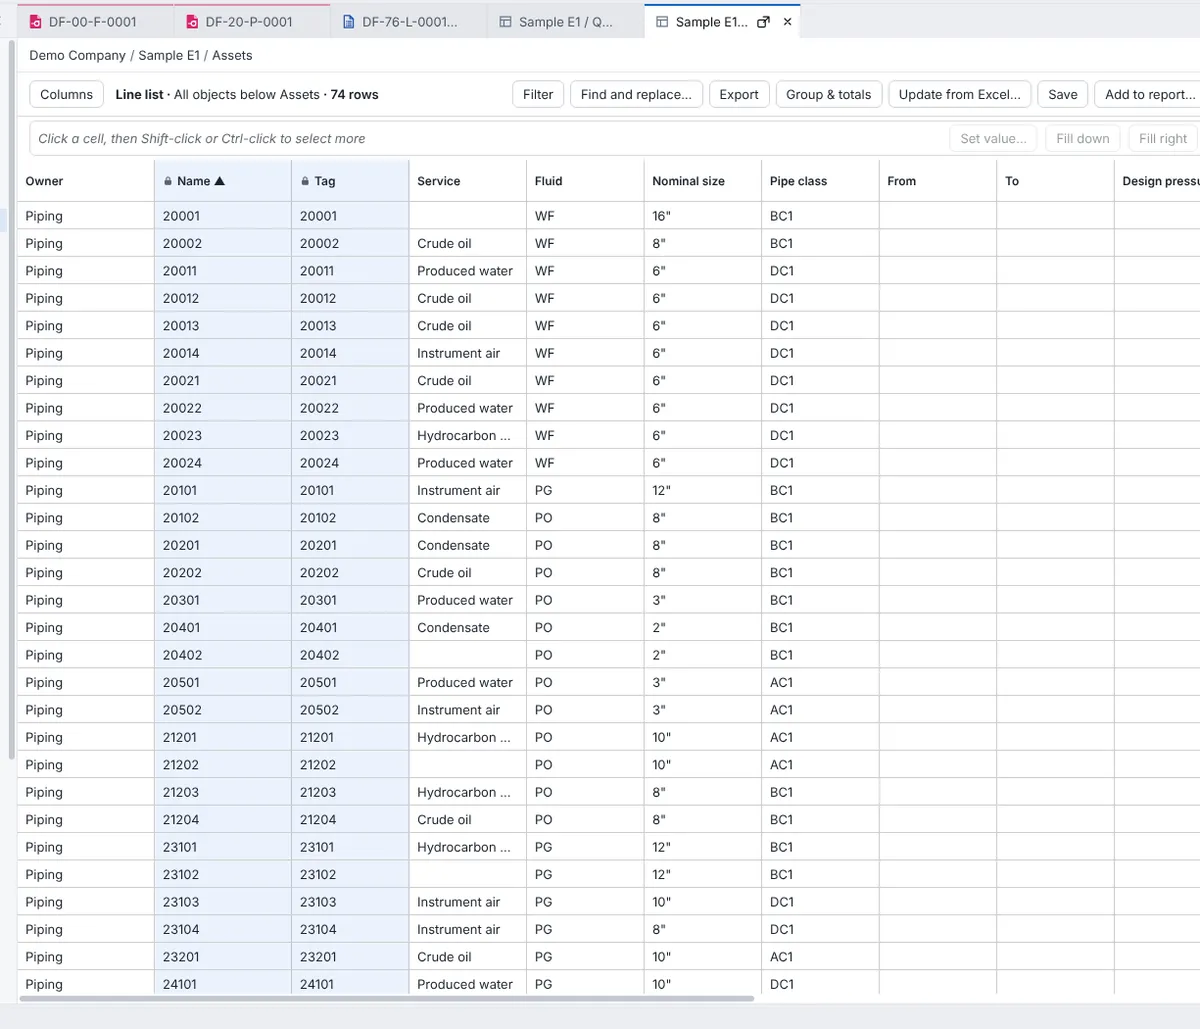 DF-00-F-0001 DF-20-P-0001 DF-76-L-0001... Sample E1 / Q... Sample E1...
Demo Company / Sample E1 / Assets
Columns Line list · All objects below Assets · 74 rows Filter Find and replace... Export Group & totals Update from Excel... Save Add to report...
Click a cell, then Shift-click or Ctrl-click to select more Set value... Fill down Fill right
Owner Name ▲ Tag Service Fluid Nominal size Pipe class From To Design pressu
Piping 20001 20001 WF 16" BC1
Piping 20002 20002 Crude oil WF 8" BC1
Piping 20011 20011 Produced water WF 6" DC1
Piping 20012 20012 Crude oil WF 6" DC1
Piping 20013 20013 Crude oil WF 6" DC1
Piping 20014 20014 Instrument air WF 6" DC1
Piping 20021 20021 Crude oil WF 6" DC1
Piping 20022 20022 Produced water WF 6" DC1
Piping 20023 20023 Hydrocarbon ... WF 6" DC1
Piping 20024 20024 Produced water WF 6" DC1
Piping 20101 20101 Instrument air PG 12" BC1
Piping 20102 20102 Condensate PO 8" BC1
Piping 20201 20201 Condensate PO 8" BC1
Piping 20202 20202 Crude oil PO 8" BC1
Piping 20301 20301 Produced water PO 3" BC1
Piping 20401 20401 Condensate PO 2" BC1
Piping 20402 20402 PO 2" BC1
Piping 20501 20501 Produced water PO 3" AC1
Piping 20502 20502 Instrument air PO 3" AC1
Piping 21201 21201 Hydrocarbon ... PO 10" AC1
Piping 21202 21202 PO 10" AC1
Piping 21203 21203 Hydrocarbon ... PO 8" BC1
Piping 21204 21204 Crude oil PO 8" BC1
Piping 23101 23101 Hydrocarbon ... PG 12" BC1
Piping 23102 23102 PG 12" BC1
Piping 23103 23103 Instrument air PG 10" DC1
Piping 23104 23104 Instrument air PG 8" DC1
Piping 23201 23201 Crude oil PG 10" AC1
Piping 24101 24101 Produced water PG 10" DC1